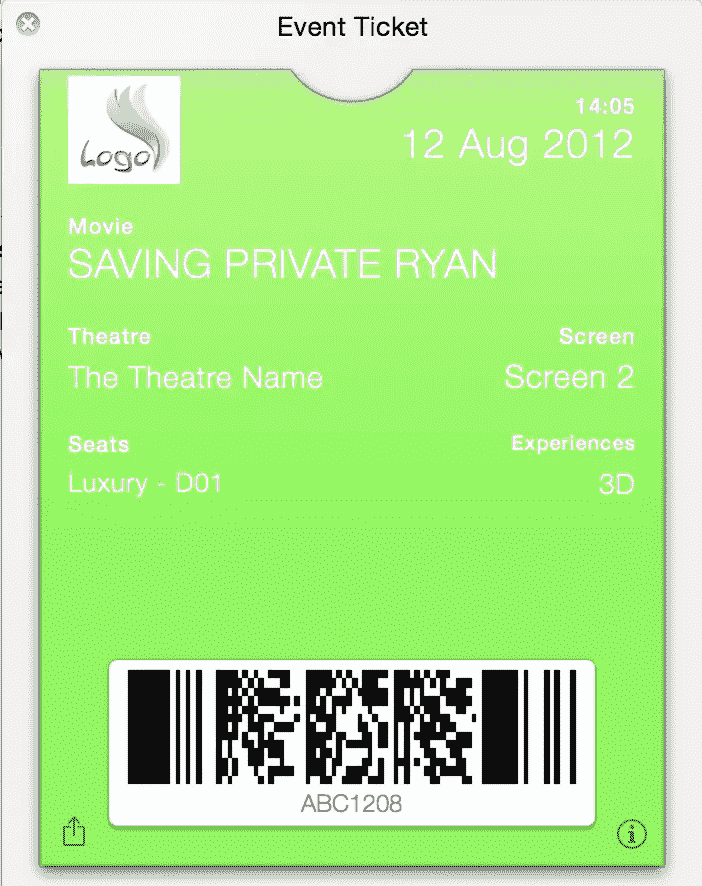 Event Ticket
Logo
14:05
12 Aug 2012
Movie
SAVING PRIVATE RYAN
Theatre Screen
The Theatre Name Screen 2
Seats Experiences
Luxury - D01 3D
ABC1208